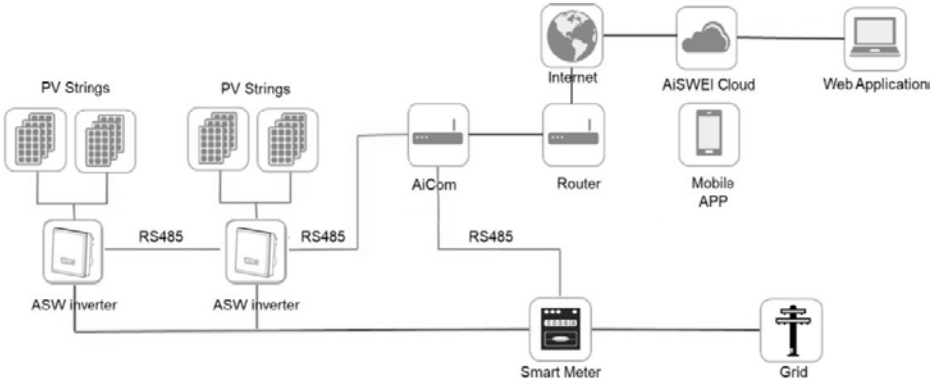 Internet
AiSWEI Cloud
Web Application
PV Strings
PV Strings
AiCom
Router
Mobile
APP
RS485
RS485
RS485
ASW inverter
ASW inverter
Smart Meter
Grid